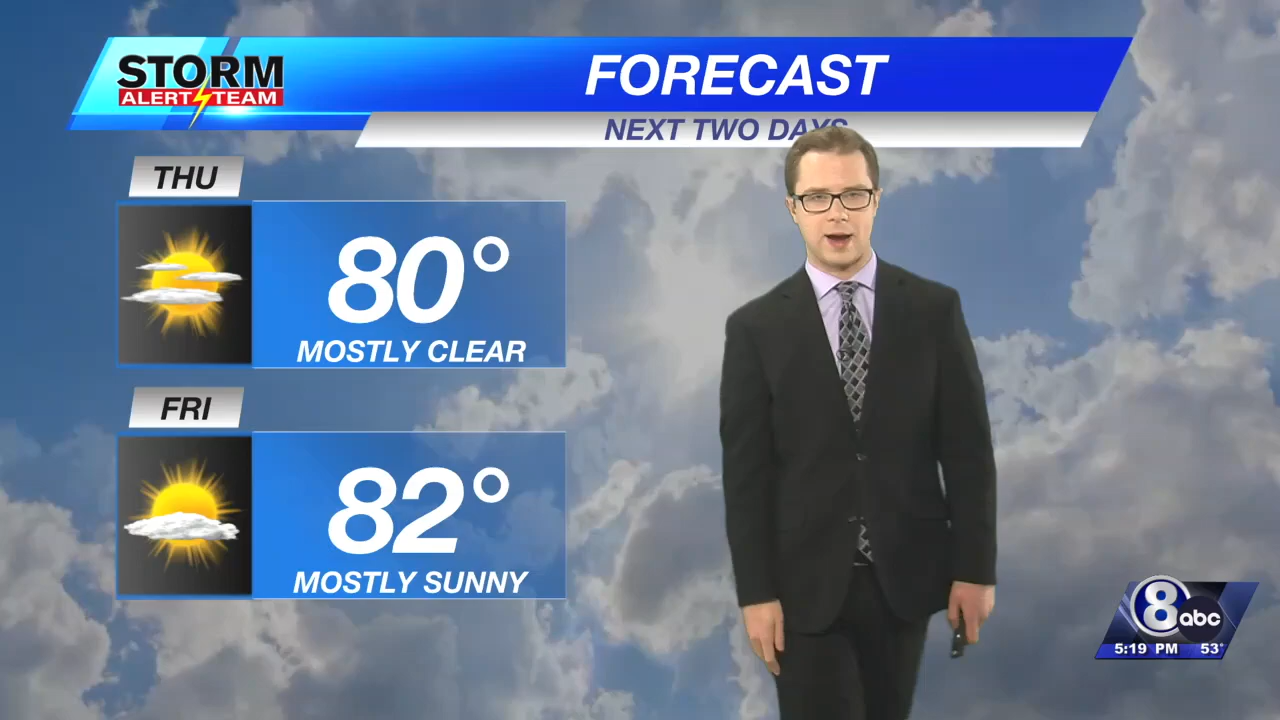 STORM
ALERT TEAM
FORECAST
NEXT TWO DAYS
THU
80°
MOSTLY CLEAR
FRI
82°
MOSTLY SUNNY
8 abc
5:19 PM 53°